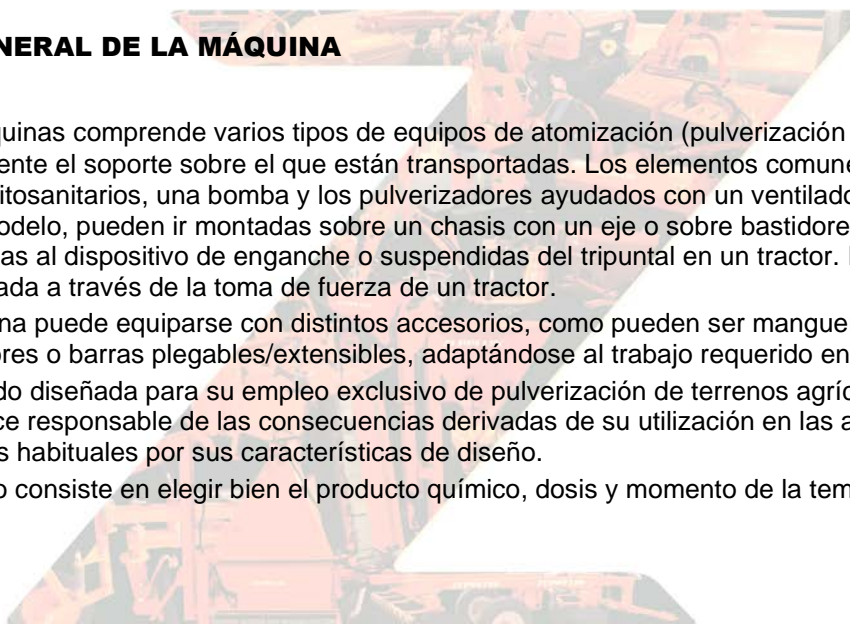 NERAL DE LA MÁQUINA
quinas comprende varios tipos de equipos de atomización (pulverización
ente el soporte sobre el que están transportadas. Los elementos comune
itosanitarios, una bomba y los pulverizadores ayudados con un ventilado
odelo, pueden ir montadas sobre un chasis con un eje o sobre bastidore
as al dispositivo de enganche o suspendidas del tripuntal en un tractor.
ada a través de la toma de fuerza de un tractor.
na puede equiparse con distintos accesorios, como pueden ser mangue
ores o barras plegables/extensibles, adaptándose al trabajo requerido en
do diseñada para su empleo exclusivo de pulverización de terrenos agríc
ce responsable de las consecuencias derivadas de su utilización en las a
s habituales por sus características de diseño.
o consiste en elegir bien el producto químico, dosis y momento de la tem